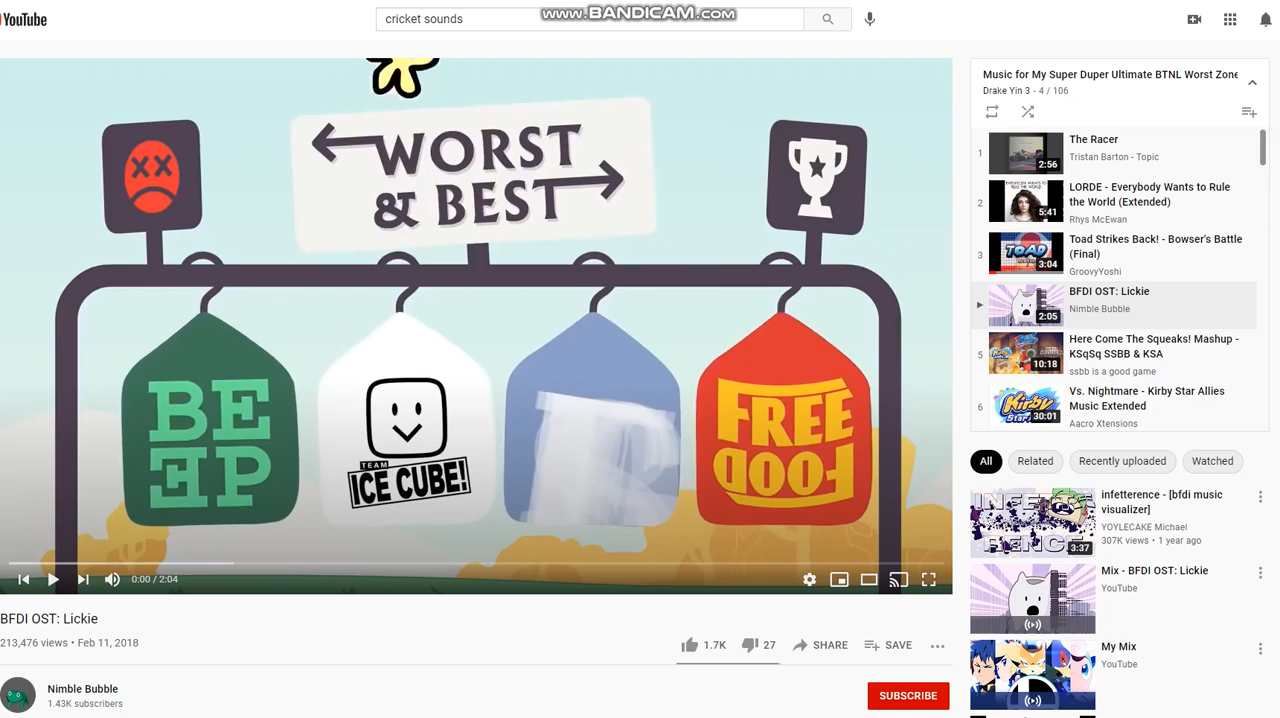 YouTube
cricket sounds
www.BANDICAM.com
WORST
& BEST
BE
EP
TEAM
ICE CUBE!
FREE
FOOD
0:00 / 2:04
BFDI OST: Lickie
213,476 views • Feb 11, 2018
1.7K
27
SHARE
SAVE
Nimble Bubble
1.43K subscribers
SUBSCRIBE
Music for My Super Duper Ultimate BTNL Worst Zone
Drake Yin 3 - 4 / 106
1
2:56
The Racer
Tristan Barton - Topic
2
5:41
LORDE - Everybody Wants to Rule
the World (Extended)
Rhys McEwan
3
TOAD
3:04
Toad Strikes Back! - Bowser's Battle
(Final)
GroovyYoshi
2:05
BFDI OST: Lickie
Nimble Bubble
5
10:18
Here Come The Squeaks! Mashup -
KSqSq SSBB & KSA
ssbb is a good game
6
Kirby
30:01
Vs. Nightmare - Kirby Star Allies
Music Extended
Aacro Xtensions
All
Related
Recently uploaded
Watched
INFETTE
RENCE
3:37
infetterence - [bfdi music
visualizer]
YOYLECAKE Michael
307K views • 1 year ago
Mix - BFDI OST: Lickie
YouTube
My Mix
YouTube